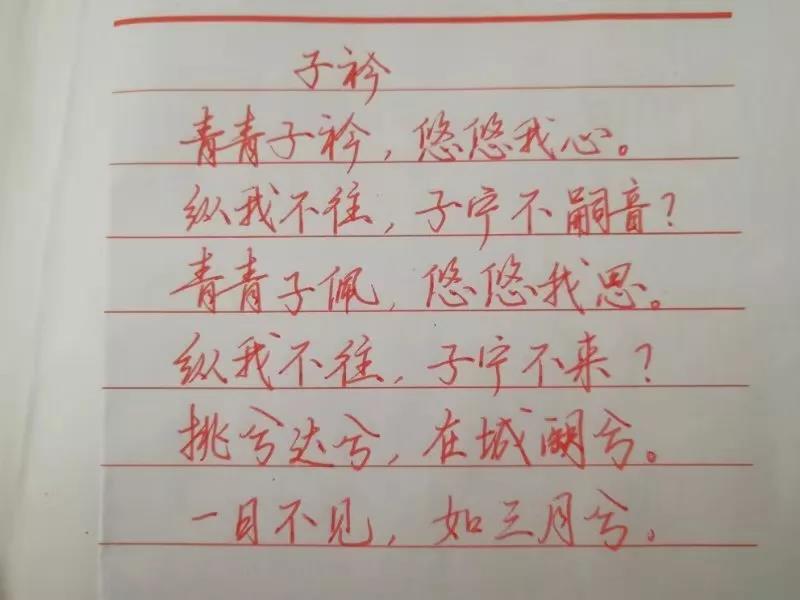 子衿
青青子衿，悠悠我心。
纵我不往，子宁不嗣音？
青青子佩，悠悠我思。
纵我不往，子宁不来？
挑兮达兮，在城阙兮。
一日不见，如三月兮。